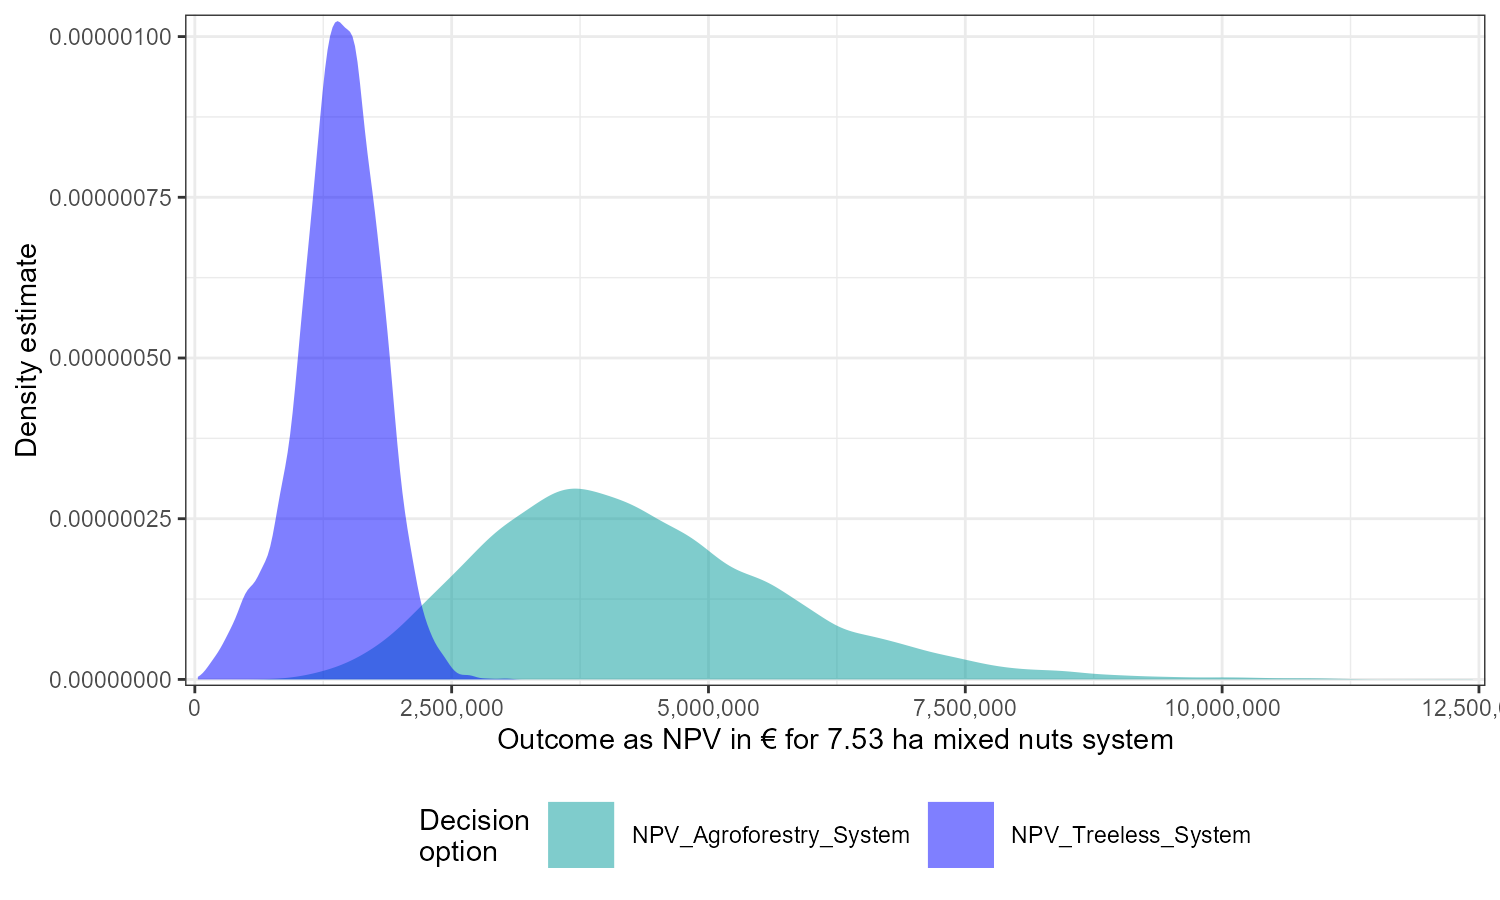 Density estimate
0.00000100
0.00000075
0.00000050
0.00000025
0.00000000
0
2,500,000
5,000,000
7,500,000
10,000,000
12,500,0
Outcome as NPV in € for 7.53 ha mixed nuts system
Decision
option
NPV_Agroforestry_System
NPV_Treeless_System